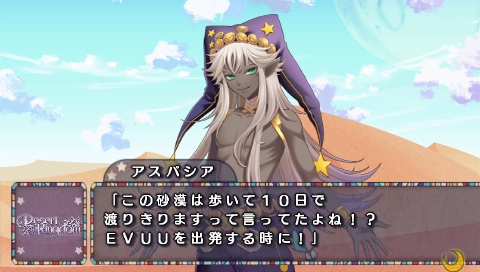 アスパシア
「この砂漠は歩いて１０日で
渡りきりますって言ってたよね！？
ＥＶＵＵを出発する時に！」
Desert
Kingdom